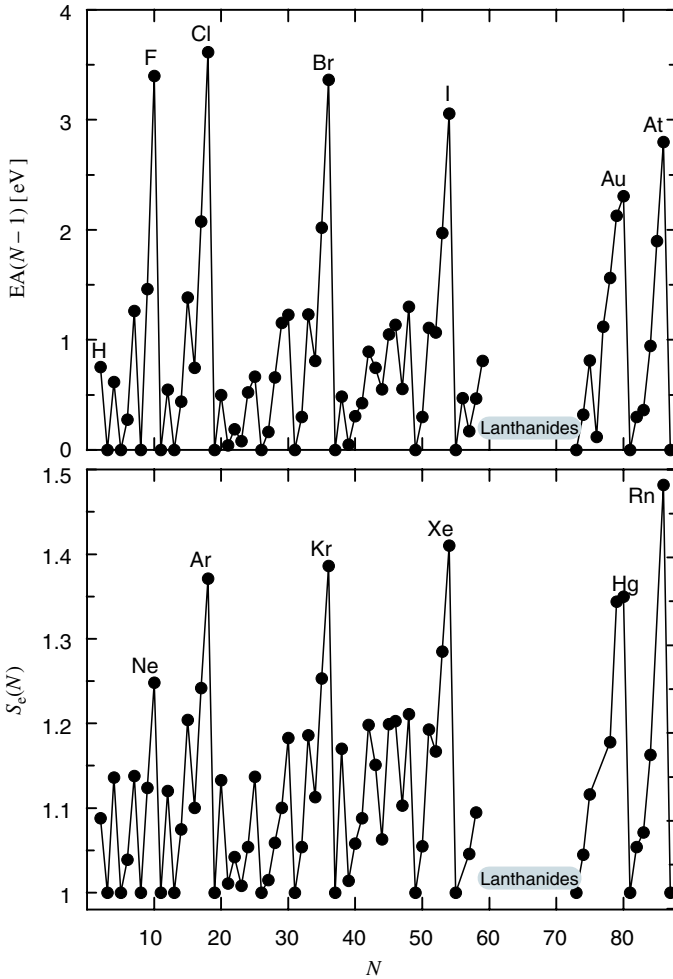 4
Cl
F
Br
I
3
At
Au
EA(N − 1) [eV]
2
1
H
Lanthanides
0
1.5
Rn
Xe
1.4
Kr
Ar
Hg
1.3
Ne
Se(N)
1.2
1.1
Lanthanides
1
10 20 30 40 50 60 70 80
N